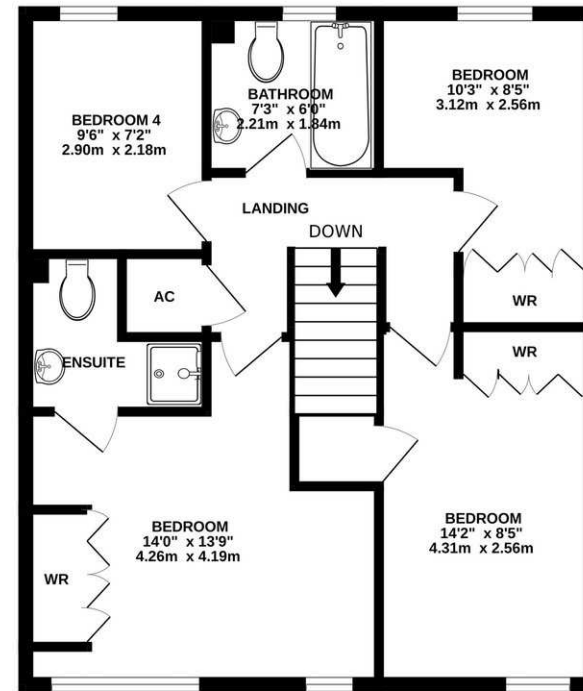 BEDROOM 4
9'6" x 7'2"
2.90m x 2.18m
BATHROOM
7'3" x 6'0"
2.21m x 1.84m
BEDROOM
10'3" x 8'5"
3.12m x 2.56m
LANDING
DOWN
AC
WR
WR
ENSUITE
BEDROOM
14'0" x 13'9"
4.26m x 4.19m
WR
BEDROOM
14'2" x 8'5"
4.31m x 2.56m